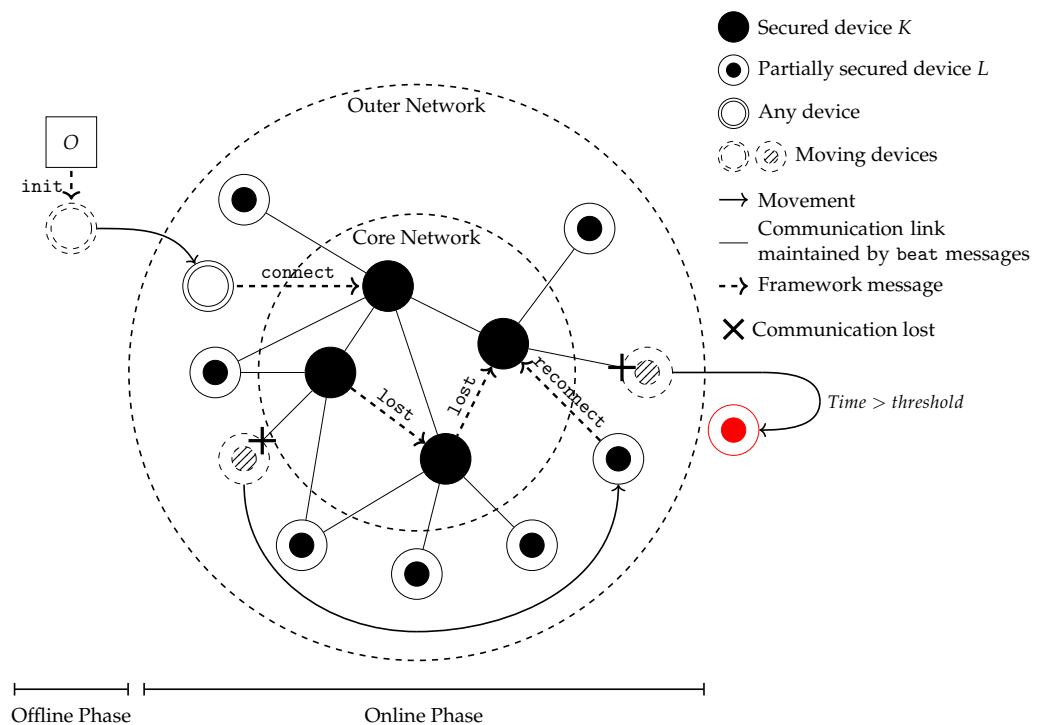 Secured device K
Partially secured device L
Any device
Moving devices
Movement
Communication link
maintained by beat messages
Framework message
Communication lost
Outer Network
Core Network
O
init
connect
lost
lost
reconnect
Time > threshold
Offline Phase
Online Phase